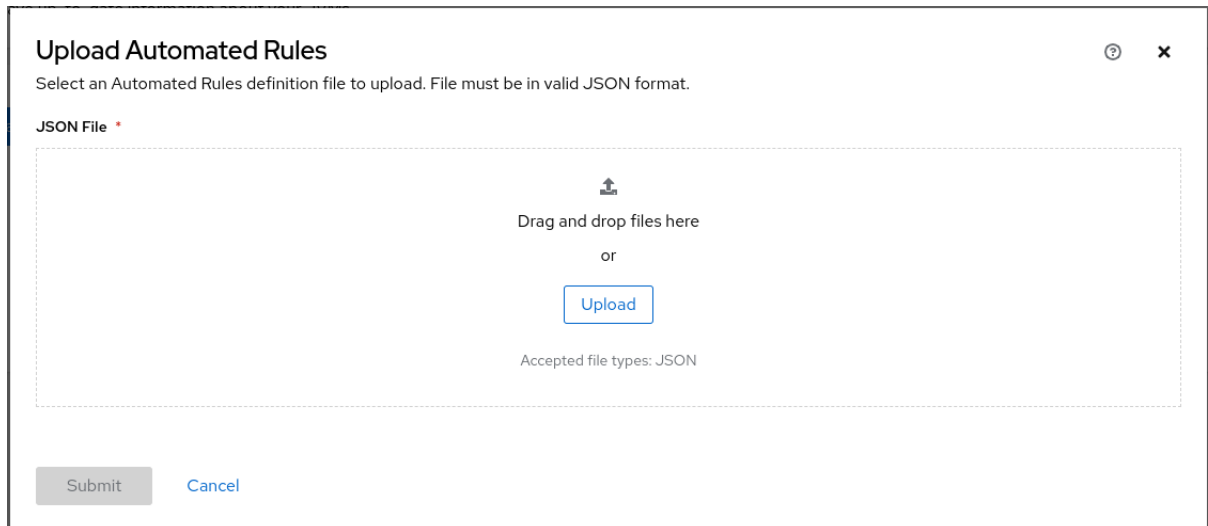 Upload Automated Rules
Select an Automated Rules definition file to upload. File must be in valid JSON format.
JSON File *
Drag and drop files here
or
Upload
Accepted file types: JSON
Submit
Cancel